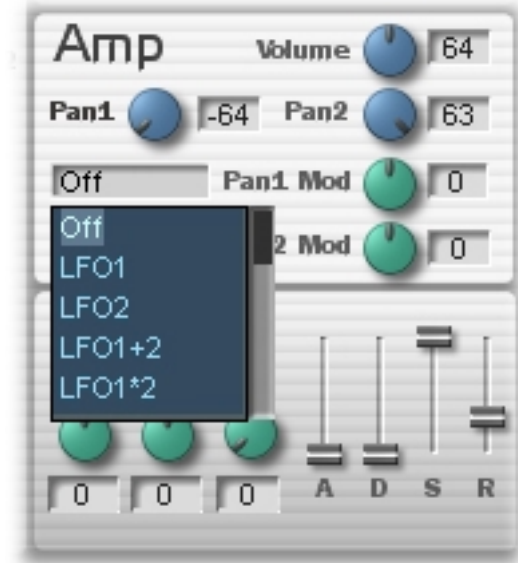 Amp
Volume 64
Pan1 -64 Pan2 63
Off Pan1 Mod 0
Off
2 Mod 0
LFO1
LFO2
LFO1+2
LFO1*2
0 0 0
A D S R